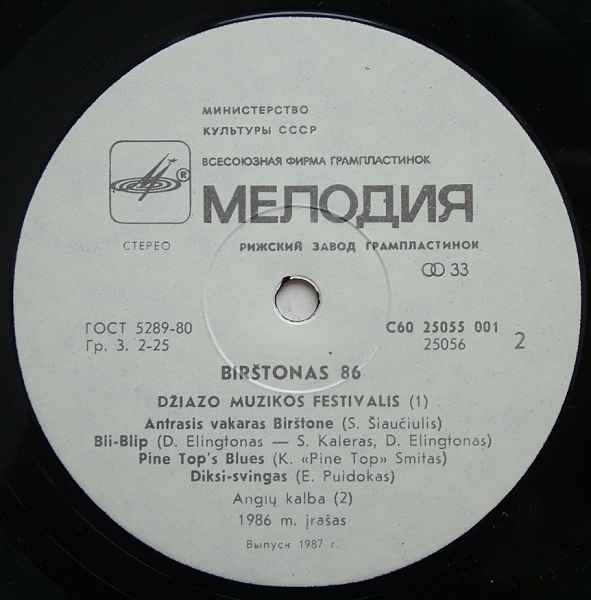 МИНИСТЕРСТВО
КУЛЬТУРЫ СССР
ВСЕСОЮЗНАЯ ФИРМА ГРАМПЛАСТИНОК
®
МЕЛОДИЯ
СТЕРЕО
РИЖСКИЙ ЗАВОД ГРАМПЛАСТИНОК
33
ГОСТ 5289-80
Гр. 3. 2-25
С60 25055 001
25056
2
BIRŠTONAS 86
DŽIAZO MUZIKOS FESTIVALIS (1)
Antrasis vakaras Birštone (S. Šiaučiulis)
Bli-Blip (D. Elingtonas — S. Kaleras, D. Elingtonas)
Pine Top's Blues (K. «Pine Top» Smitas)
Diksi-svingas (E. Puidokas)
Angių kalba (2)
1986 m. įrašas
Выпуск 1987 г.